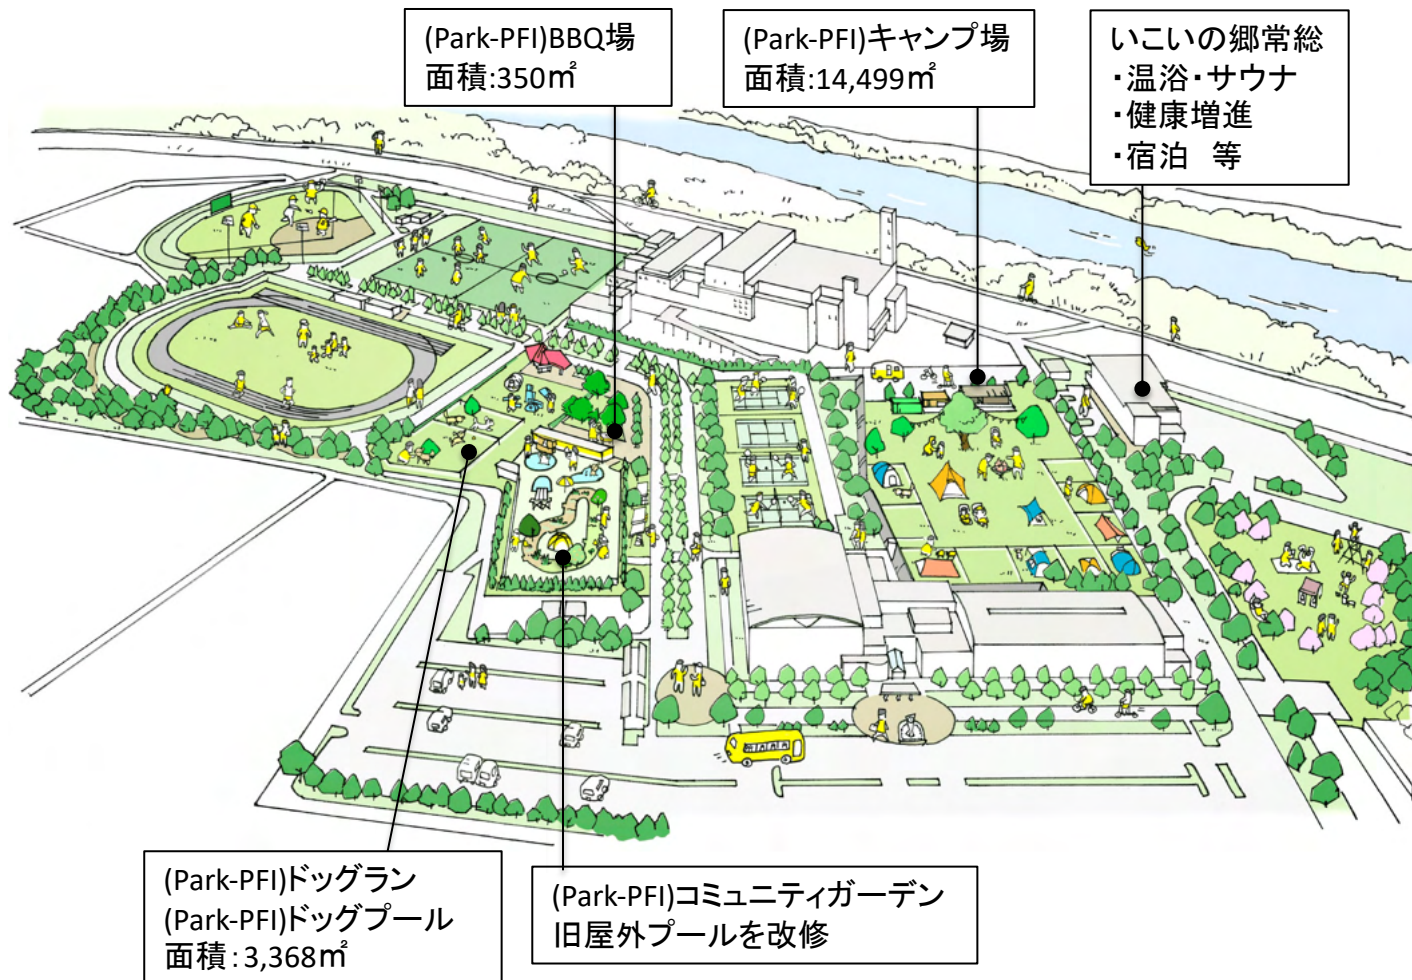 (Park-PFI)BBQ場
面積:350㎡
(Park-PFI)キャンプ場
面積:14,499㎡
いこいの郷常総
・温浴・サウナ
・健康増進
・宿泊　等
(Park-PFI)ドッグラン
(Park-PFI)ドッグプール
面積:3,368㎡
(Park-PFI)コミュニティガーデン
旧屋外プールを改修